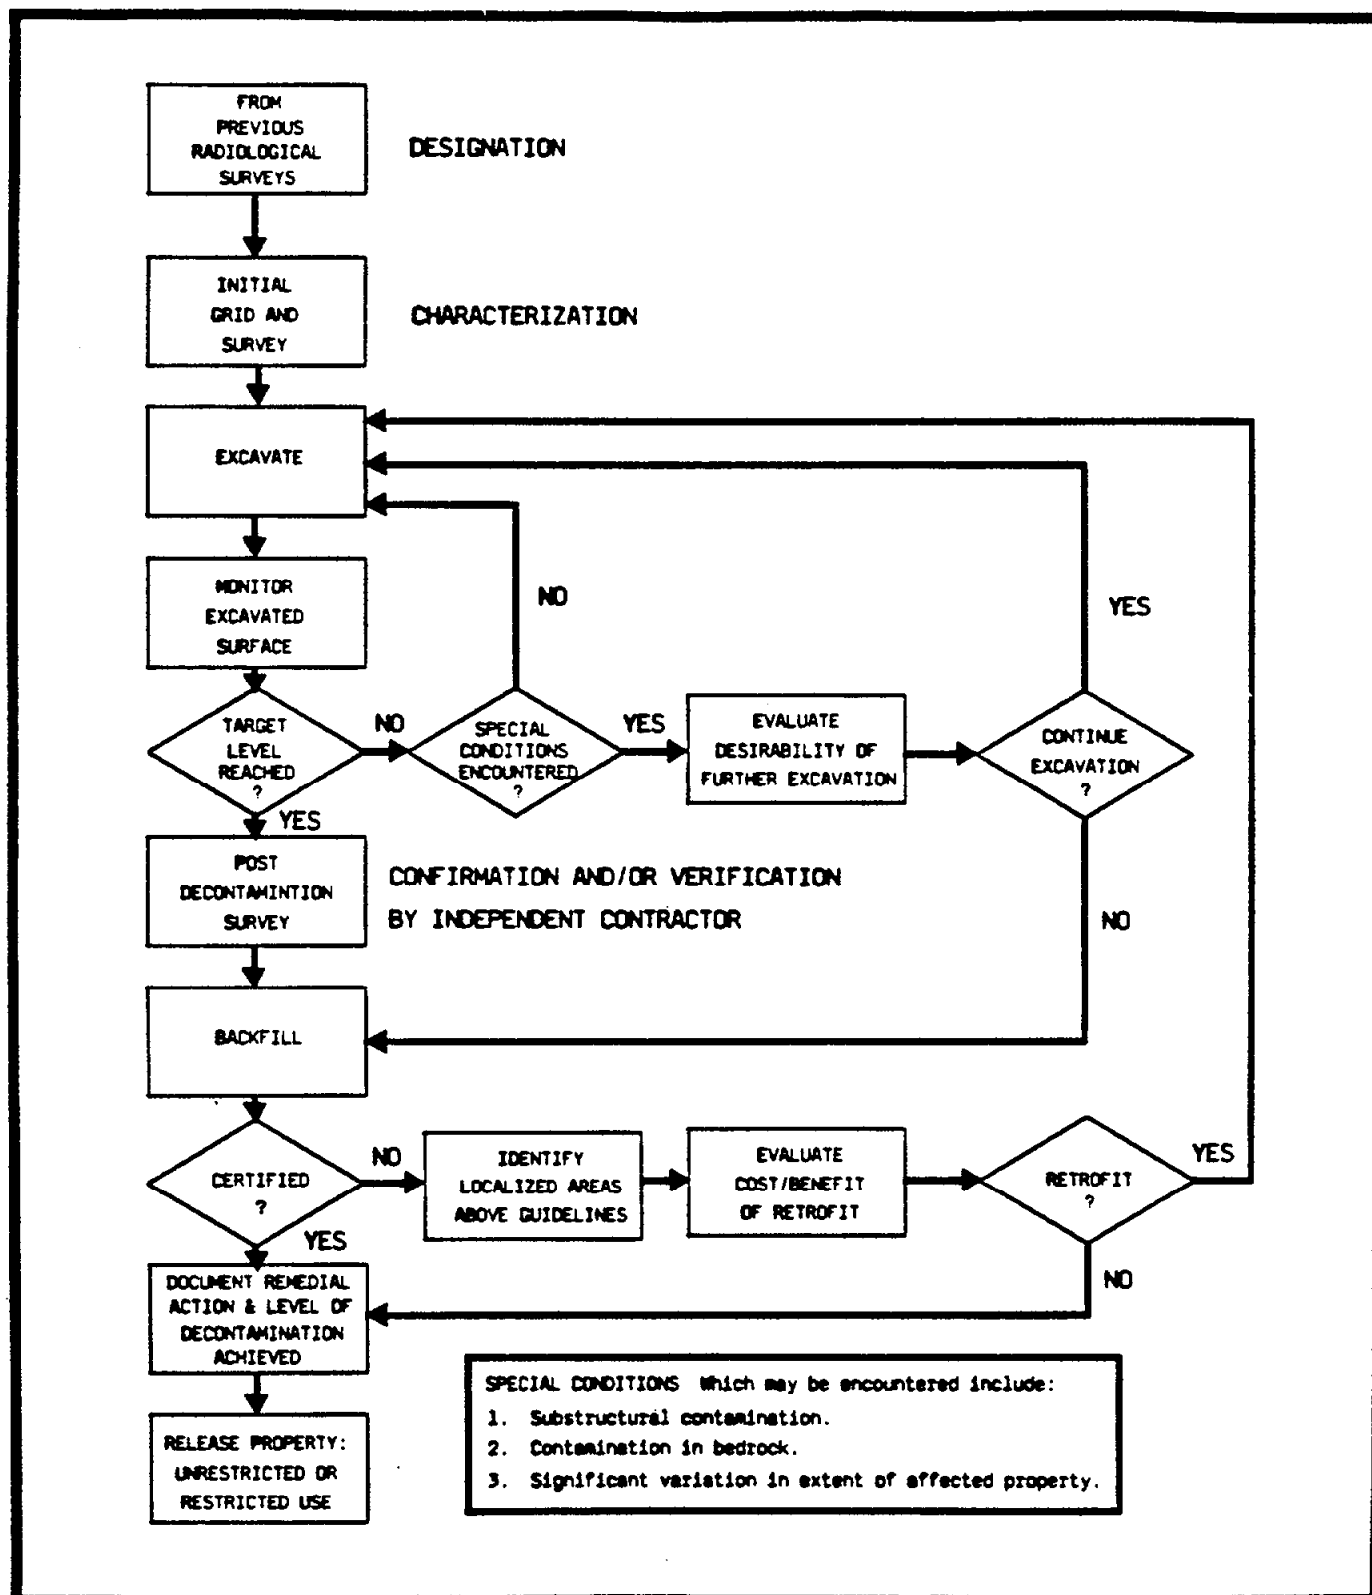 FROM
PREVIOUS
RADIOLOGICAL
SURVEYS
DESIGNATION
INITIAL
GRID AND
SURVEY
CHARACTERIZATION
EXCAVATE
MONITOR
EXCAVATED
SURFACE
NO
YES
TARGET
LEVEL
REACHED
?
NO
SPECIAL
CONDITIONS
ENCOUNTERED
?
YES
EVALUATE
DESIRABILITY OF
FURTHER EXCAVATION
CONTINUE
EXCAVATION
?
YES
POST
DECONTAMINTION
SURVEY
CONFIRMATION AND/OR VERIFICATION
BY INDEPENDENT CONTRACTOR
NO
BACKFILL
CERTIFIED
?
NO
IDENTIFY
LOCALIZED AREAS
ABOVE GUIDELINES
EVALUATE
COST/BENEFIT
OF RETROFIT
RETROFIT
?
YES
YES
NO
DOCUMENT REMEDIAL
ACTION & LEVEL OF
DECONTAMINATION
ACHIEVED
RELEASE PROPERTY:
UNRESTRICTED OR
RESTRICTED USE
SPECIAL CONDITIONS Which may be encountered include:
1. Substructural contamination.
2. Contamination in bedrock.
3. Significant variation in extent of affected property.